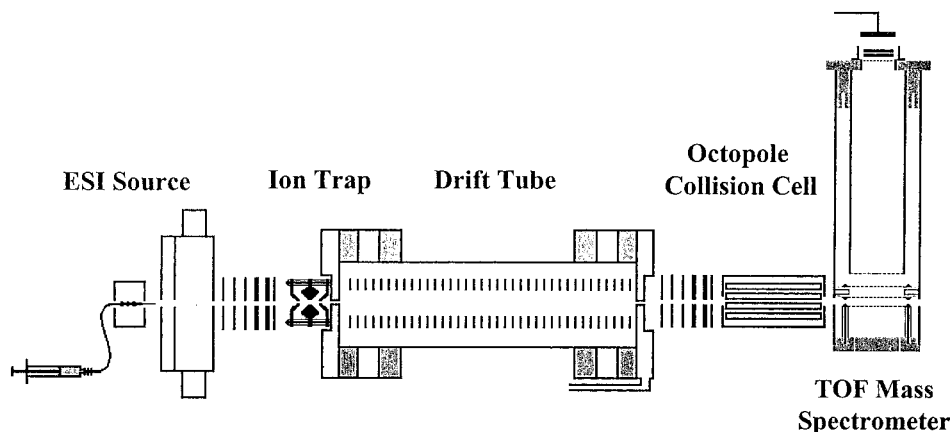 Octopole
ESI Source Ion Trap Drift Tube Collision Cell
TOF Mass
Spectrometer